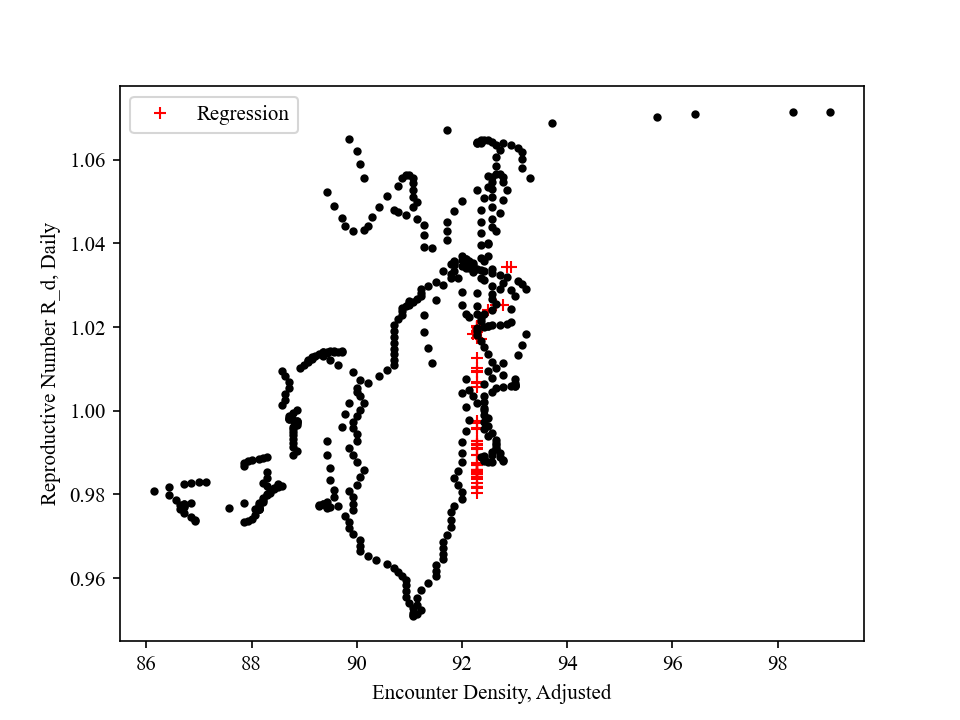 Regression
1.06
1.04
1.02
1.00
0.98
0.96
Reproductive Number R_d, Daily
86 88 90 92 94 96 98
Encounter Density, Adjusted